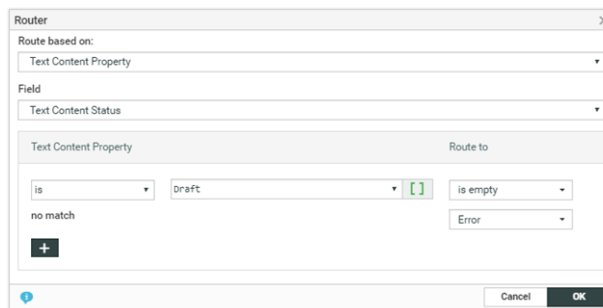 Router
Route based on:
Text Content Property
Field
Text Content Status
Text Content Property Route to
is Draft [] is empty
no match Error
+
Cancel OK